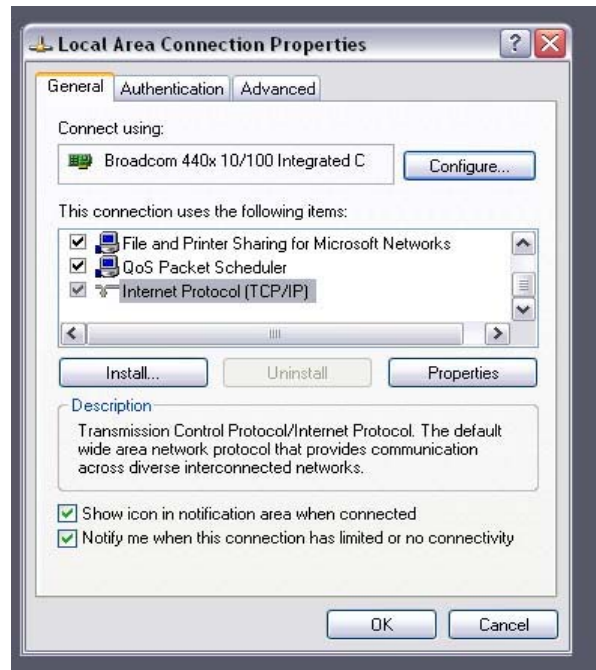 Local Area Connection Properties
General Authentication Advanced
Connect using:
Broadcom 440x 10/100 Integrated C
Configure...
This connection uses the following items:
File and Printer Sharing for Microsoft Networks
QoS Packet Scheduler
Internet Protocol (TCP/IP)
Install... Uninstall Properties
Description
Transmission Control Protocol/Internet Protocol. The default
wide area network protocol that provides communication
across diverse interconnected networks.
Show icon in notification area when connected
Notify me when this connection has limited or no connectivity
OK Cancel